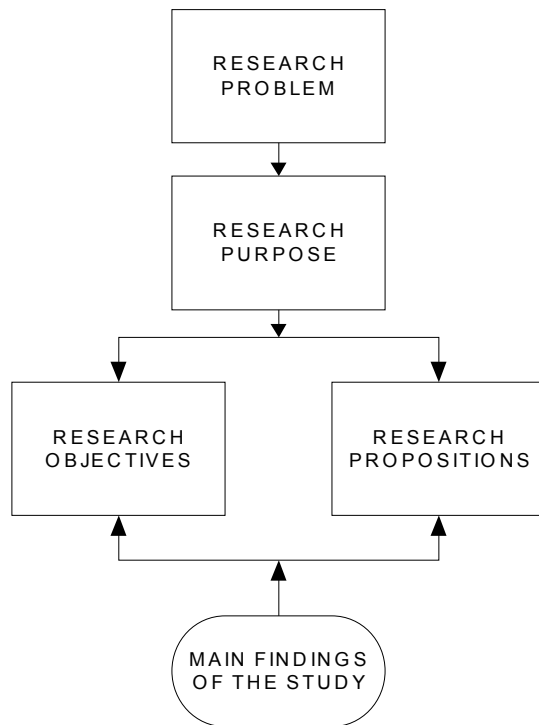 RESEARCH
PROBLEM
RESEARCH
PURPOSE
RESEARCH
OBJECTIVES
RESEARCH
PROPOSITIONS
MAIN FINDINGS
OF THE STUDY